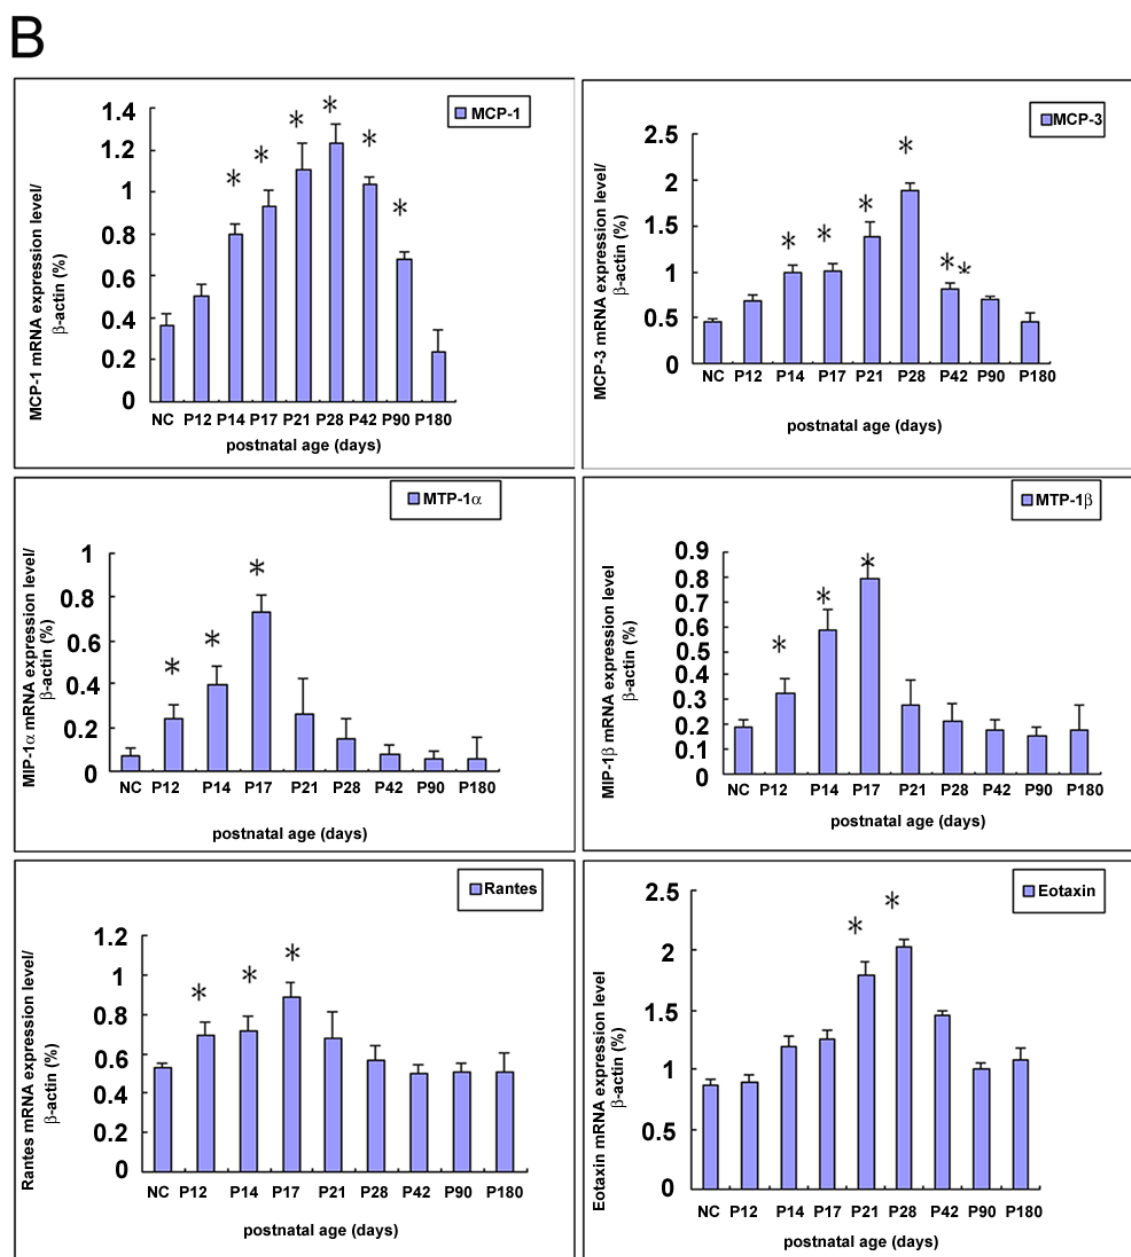 B
MCP-1
1.4
1.2
1
0.8
0.6
0.4
0.2
0
MCP-1 mRNA expression level/
β-actin (%)
NC P12 P14 P17 P21 P28 P42 P90 P180
postnatal age (days)
MCP-3
2.5
2
1.5
1
0.5
0
MCP-3 mRNA expression level/
β-actin (%)
NC P12 P14 P17 P21 P28 P42 P90 P180
postnatal age (days)
MTP-1α
1
0.8
0.6
0.4
0.2
0
MIP-1α mRNA expression level/
β-actin (%)
NC P12 P14 P17 P21 P28 P42 P90 P180
postnatal age (days)
MTP-1β
0.9
0.8
0.7
0.6
0.5
0.4
0.3
0.2
0.1
0
MIP-1β mRNA expression level
β-actin (%)
NC P12 P14 P17 P21 P28 P42 P90 P180
postnatal age (days)
Rantes
1.2
1
0.8
0.6
0.4
0.2
0
Rantes mRNA expression level/
β-actin (%)
NC P12 P14 P17 P21 P28 P42 P90 P180
postnatal age (days)
Eotaxin
2.5
2
1.5
1
0.5
0
Eotaxin mRNA expression level
β-actin (%)
NC P12 P14 P17 P21 P28 P42 P90 P180
postnatal age (days)